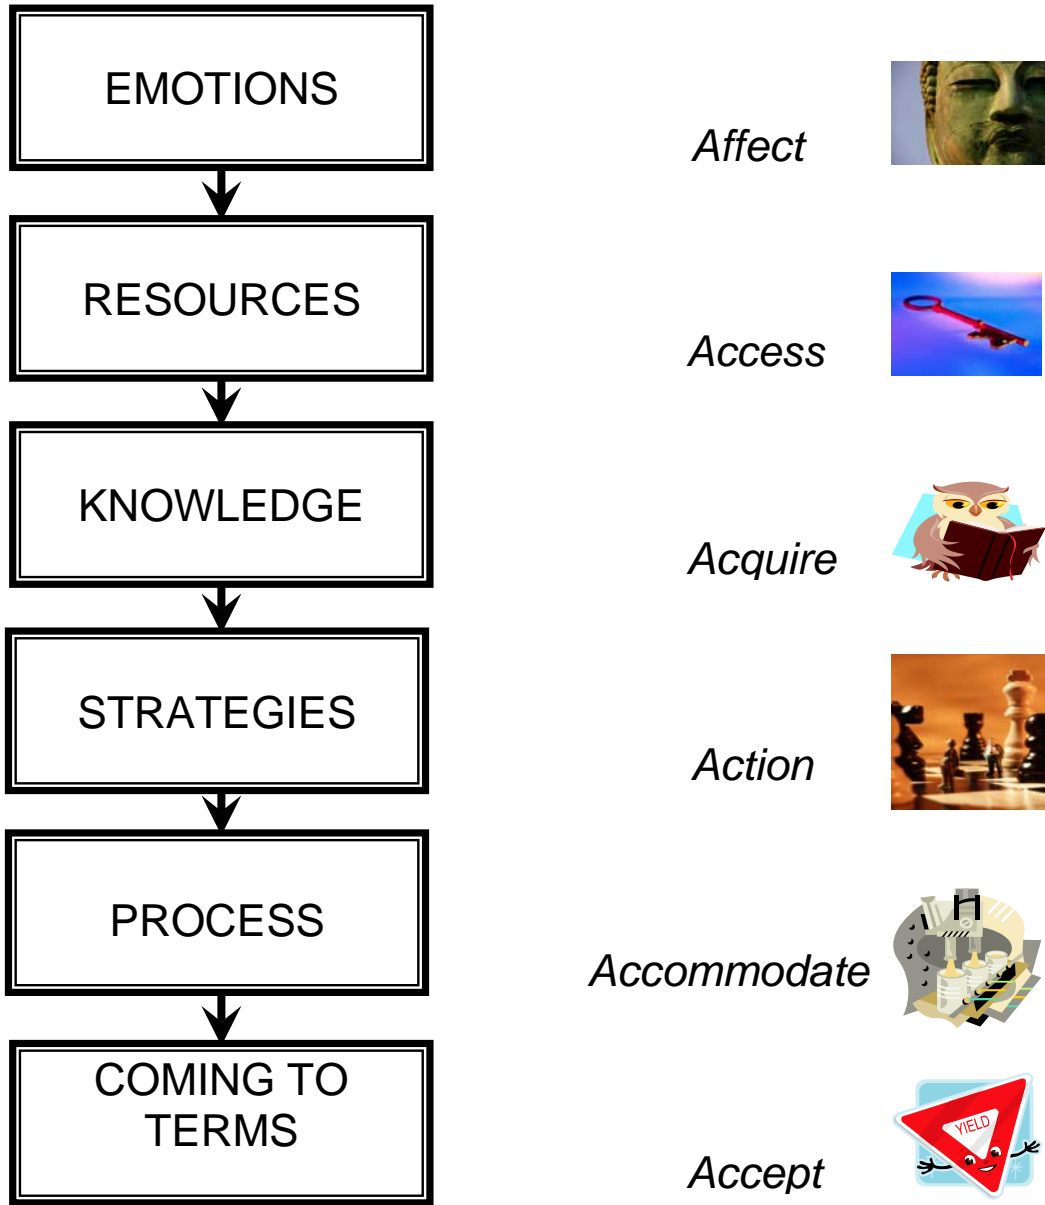 EMOTIONS
Affect
RESOURCES
Access
KNOWLEDGE
Acquire
STRATEGIES
Action
PROCESS
Accommodate
COMING TO
TERMS
Accept
YIELD